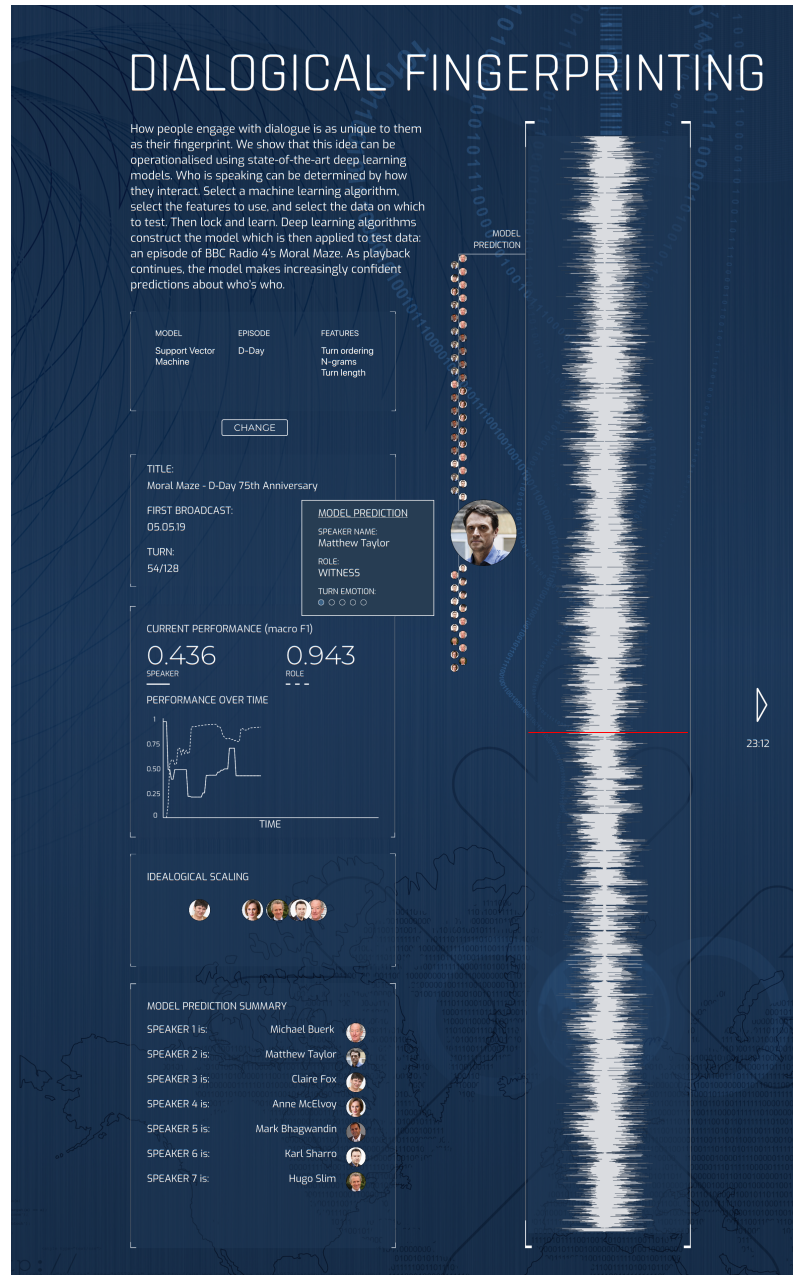 DIALOGICAL FINGERPRINTING
How people engage with dialogue is as unique to them
as their fingerprint. We show that this idea can be
operationalised using state-of-the-art deep learning
models. Who is speaking can be determined by how
they interact. Select a machine learning algorithm,
select the features to use, and select the data on which
to test. Then lock and learn. Deep learning algorithms
construct the model which is then applied to test data:
an episode of BBC Radio 4's Moral Maze. As playback
continues, the model makes increasingly confident
predictions about who's who.
MODEL
PREDICTION
MODEL EPISODE FEATURES
Support Vector D-Day Turn ordering
Machine N-grams
Turn length
CHANGE
TITLE:
Moral Maze - D-Day 75th Anniversary
FIRST BROADCAST:
05.05.19
TURN:
54/128
MODEL PREDICTION
SPEAKER NAME:
Matthew Taylor
ROLE:
WITNESS
TURN EMOTION:
CURRENT PERFORMANCE (macro F1)
0.436 0.943
SPEAKER ROLE
PERFORMANCE OVER TIME
1
0.75
0.50
0.25
0
TIME
23:12
IDEALOGICAL SCALING
MODEL PREDICTION SUMMARY
SPEAKER 1 is: Michael Buerk
SPEAKER 2 is: Matthew Taylor
SPEAKER 3 is: Claire Fox
SPEAKER 4 is: Anne McElvoy
SPEAKER 5 is: Mark Bhagwandin
SPEAKER 6 is: Karl Sharro
SPEAKER 7 is: Hugo Slim